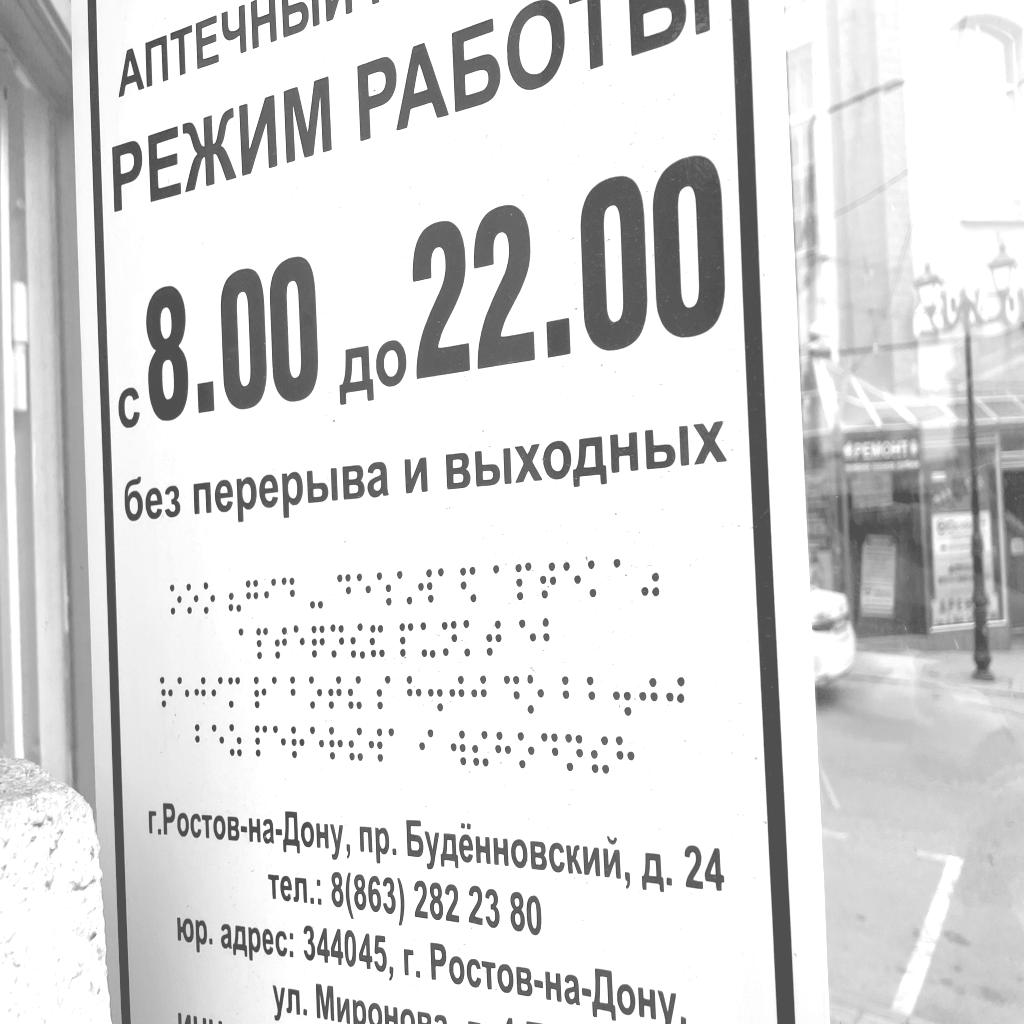 АПТЕЧНЫЙ
РЕЖИМ РАБОТЫ
с 8.00 до 22.00
без перерыва и выходных
г.Ростов-на-Дону, пр. Будённовский, д. 24
тел.: 8(863) 282 23 80
юр. адрес: 344045, г. Ростов-на-Дону,
ул. Миронова,
РЕМОНТ